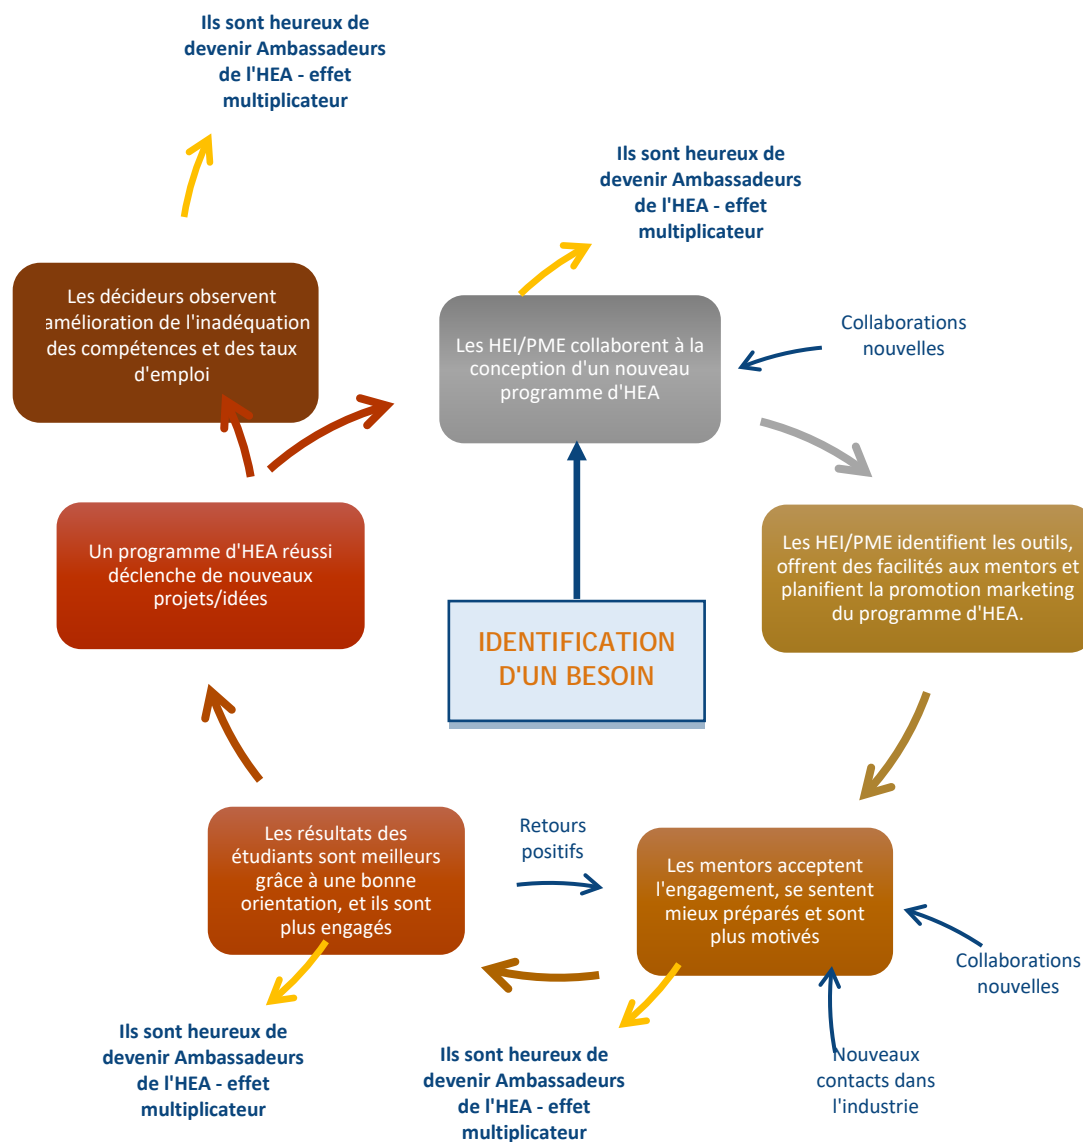 Ils sont heureux de
devenir Ambassadeurs
de l'HEA - effet
multiplicateur
Ils sont heureux de
devenir Ambassadeurs
de l'HEA - effet
multiplicateur
Les décideurs observent
amélioration de l'inadéquation
des compétences et des taux
d'emploi
Les HEI/PME collaborent à la
conception d'un nouveau
programme d'HEA
Collaborations
nouvelles
Un programme d'HEA réussi
déclenche de nouveaux
projets/idées
Les HEI/PME identifient les outils,
offrent des facilités aux mentors et
planifient la promotion marketing
du programme d'HEA.
IDENTIFICATION
D'UN BESOIN
Les résultats des
étudiants sont meilleurs
grâce à une bonne
orientation, et ils sont
plus engagés
Retours
positifs
Les mentors acceptent
l'engagement, se sentent
mieux préparés et sont
plus motivés
Collaborations
nouvelles
Ils sont heureux de
devenir Ambassadeurs
de l'HEA - effet
multiplicateur
Ils sont heureux de
devenir Ambassadeurs
de l'HEA - effet
multiplicateur
Nouveaux
contacts dans
l'industrie